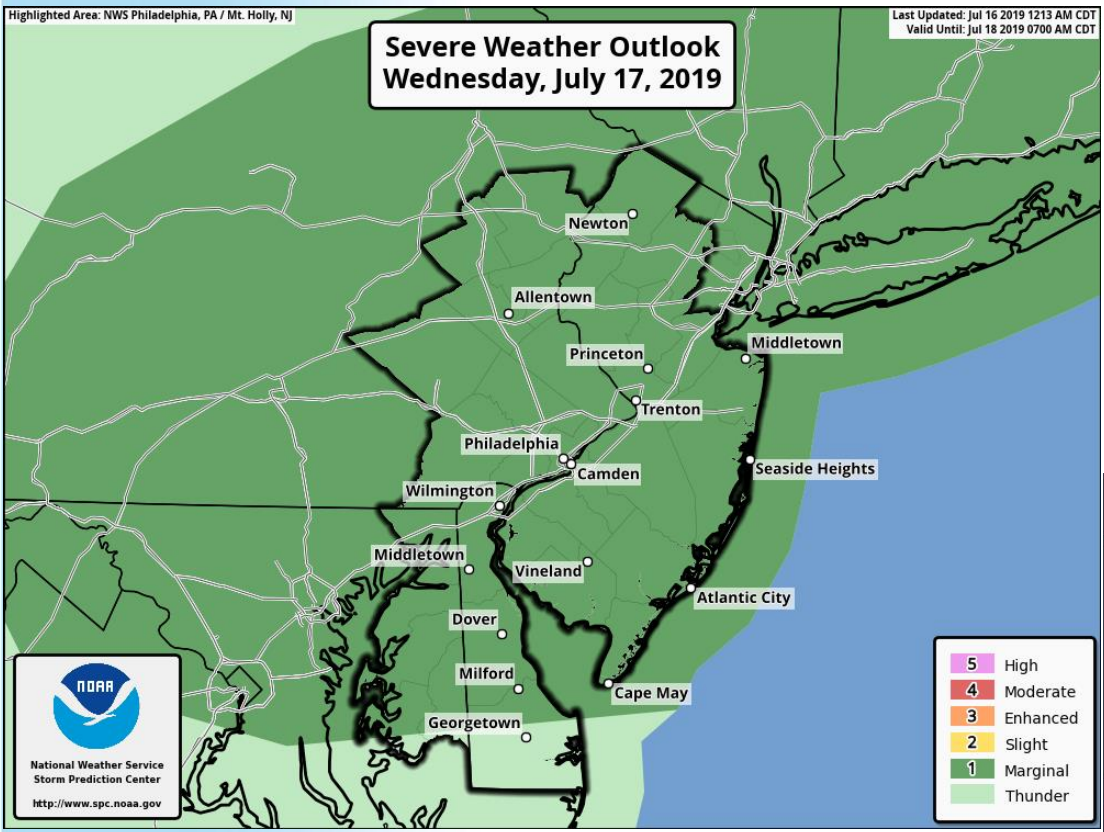 Highlighted Area: NWS Philadelphia, PA / Mt. Holly, NJ
Last Updated: Jul 16 2019 1213 AM CDT
Valid Until: Jul 18 2019 0700 AM CDT
Severe Weather Outlook
Wednesday, July 17, 2019
Newton
Allentown
Middletown
Princeton
Trenton
Philadelphia
Camden
Seaside Heights
Wilmington
Middletown
Vineland
Atlantic City
Dover
Milford
Cape May
Georgetown
NOAA
National Weather Service
Storm Prediction Center
http://www.spc.noaa.gov
5 High
4 Moderate
3 Enhanced
2 Slight
1 Marginal
Thunder